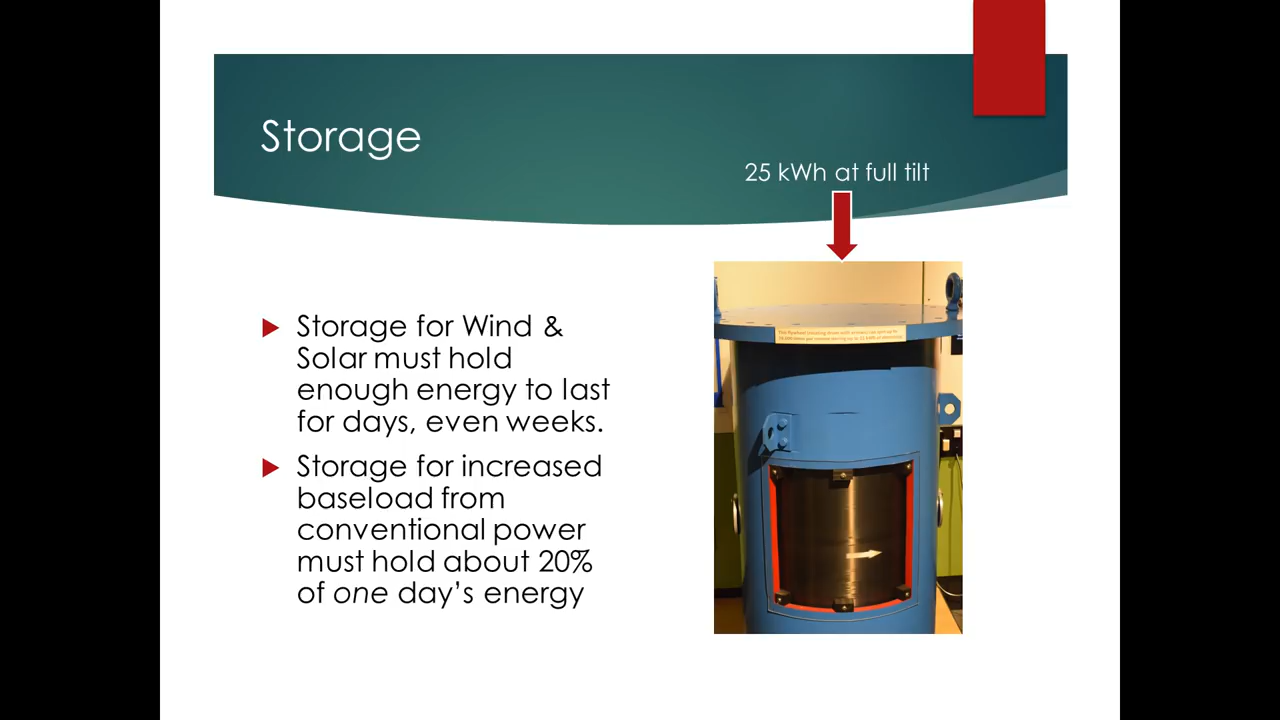 Storage
25 kWh at full tilt
Storage for Wind &
Solar must hold
enough energy to last
for days, even weeks.
Storage for increased
baseload from
conventional power
must hold about 20%
of one day's energy